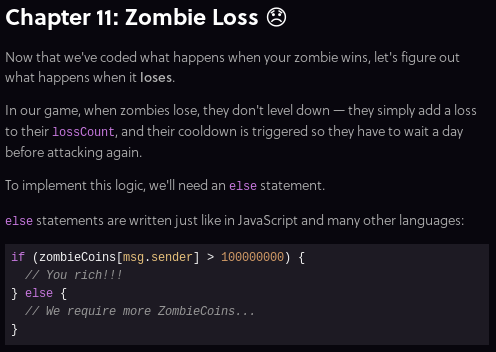 Chapter 11: Zombie Loss 😞
Now that we've coded what happens when your zombie wins, let's figure out
what happens when it loses.
In our game, when zombies lose, they don't level down — they simply add a loss
to their lossCount, and their cooldown is triggered so they have to wait a day
before attacking again.
To implement this logic, we'll need an else statement.
else statements are written just like in JavaScript and many other languages:
if (zombieCoins[msg.sender] > 100000000) {
  // You rich!!!
} else {
  // We require more ZombieCoins...
}